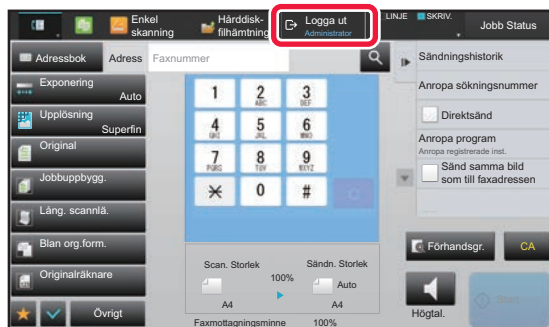 Enkel
skanning
Hårddisk-
filhämtning
Logga ut
Administrator
LINJE
SKRIV.
Jobb Status
Adressbok
Adress
Faxnummer
Sändningshistorik
Exponering
Auto
Anropa sökningsnummer
Upplösning
Superfin
Direktsänd
Original
Anropa program
Anropa registrerade inst.
Jobbuppbygg.
Sänd samma bild
som till faxadressen
Lång. scannlä.
Blan org.form.
Originalräknare
Övrigt
1
2
ABC
3
DEF
4
GHI
5
JKL
6
MNO
7
PQRS
8
TUV
9
WXYZ
0
#
Scan. Storlek
Sändn. Storlek
100%
Auto
A4
A4
Faxmottagningsminne 100%
Förhandsgr.
CA
Högtal.
Start